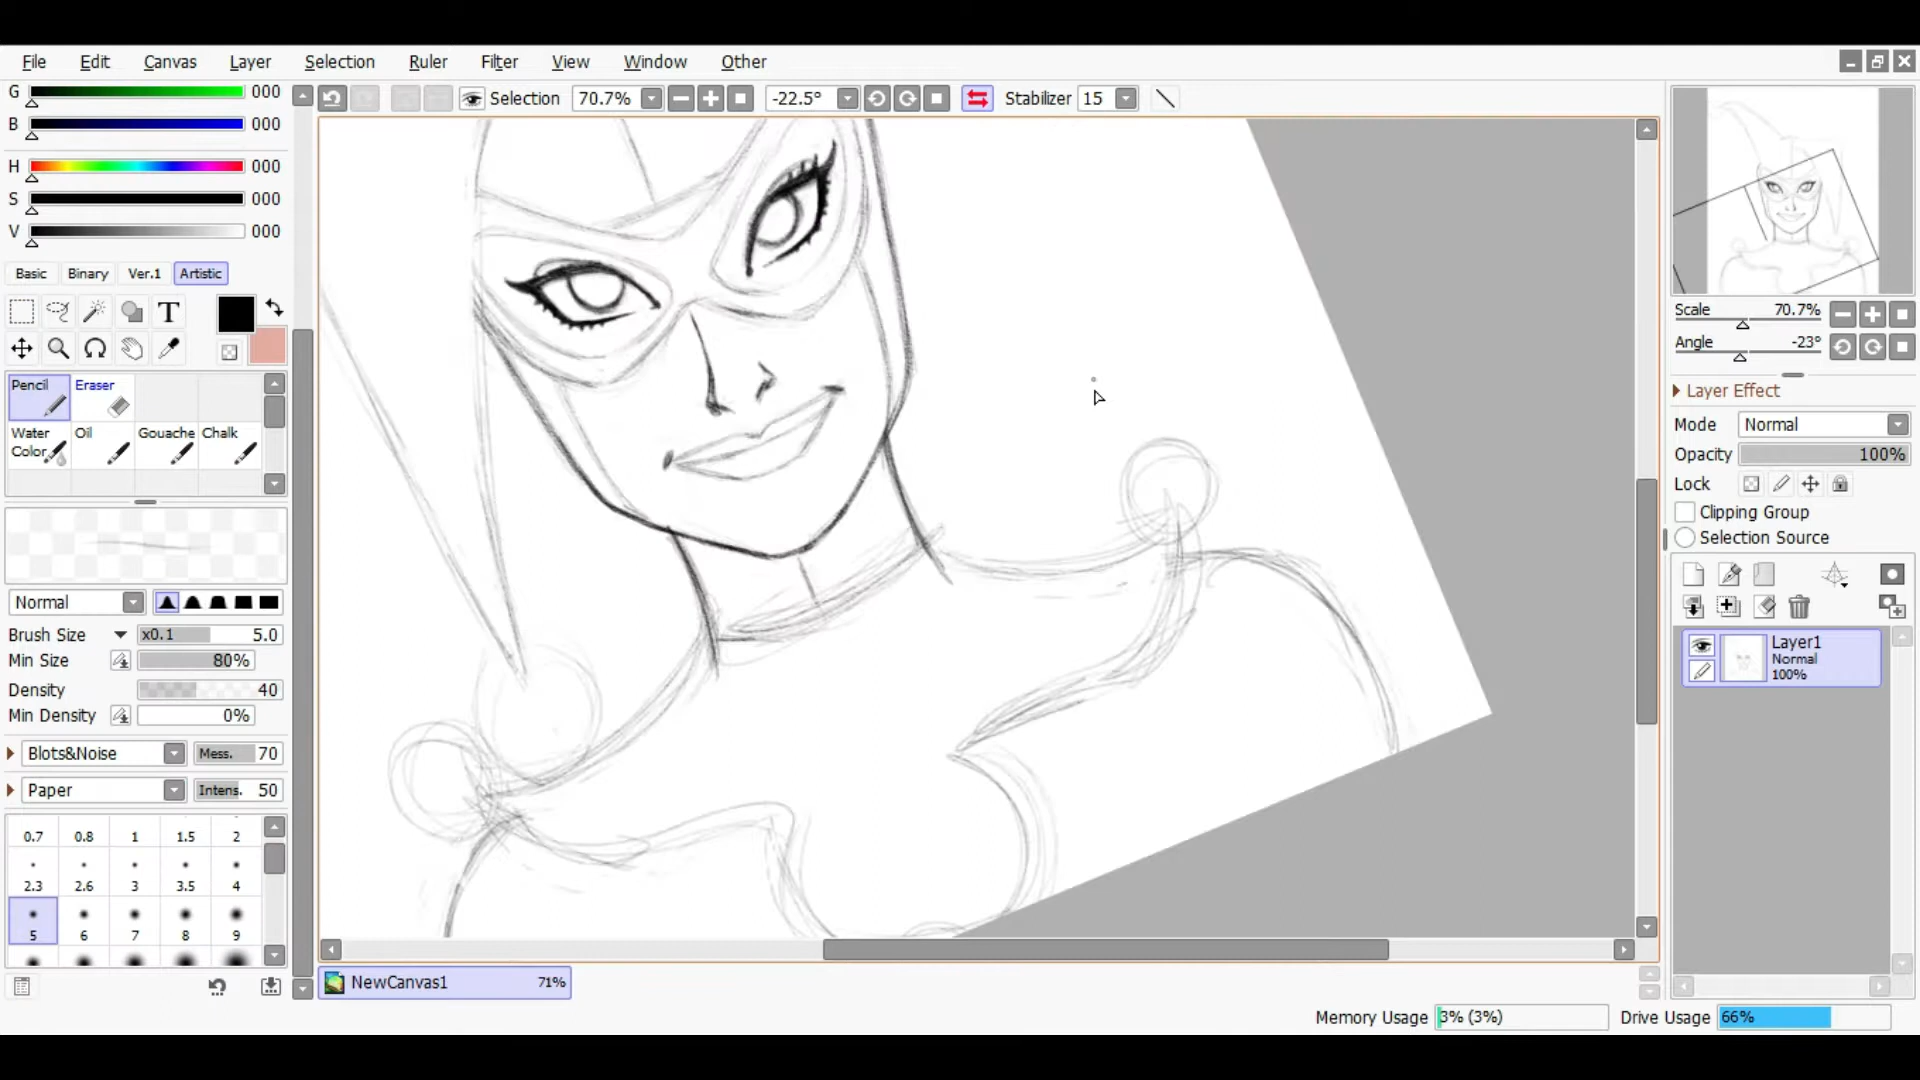 File Edit Canvas Layer Selection Ruler Filter View Window Other
G 000
B 000
H 000
S 000
V 000
Selection 70.7% -22.5° Stabilizer 15
Basic Binary Ver.1 Artistic
T
Pencil Eraser
Water Color Oil Gouache Chalk
Normal
Brush Size x0.1 5.0
Min Size 80%
Density 40
Min Density 0%
Blots&Noise Mess. 70
Paper Intens. 50
0.7 0.8 1 1.5 2
2.3 2.6 3 3.5 4
5 6 7 8 9
NewCanvas1 71%
Scale 70.7%
Angle -23°
Layer Effect
Mode Normal
Opacity 100%
Lock
Clipping Group
Selection Source
Layer1
Normal
100%
Memory Usage 3% (3%) Drive Usage 66%